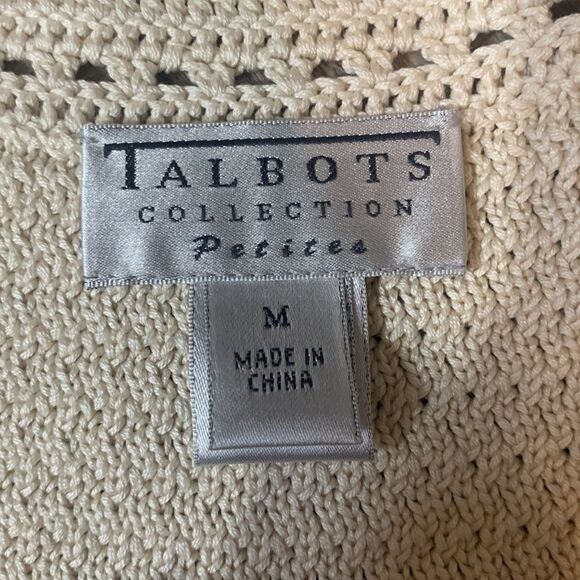 TALBOTS
COLLECTION
Petites
M
MADE IN
CHINA